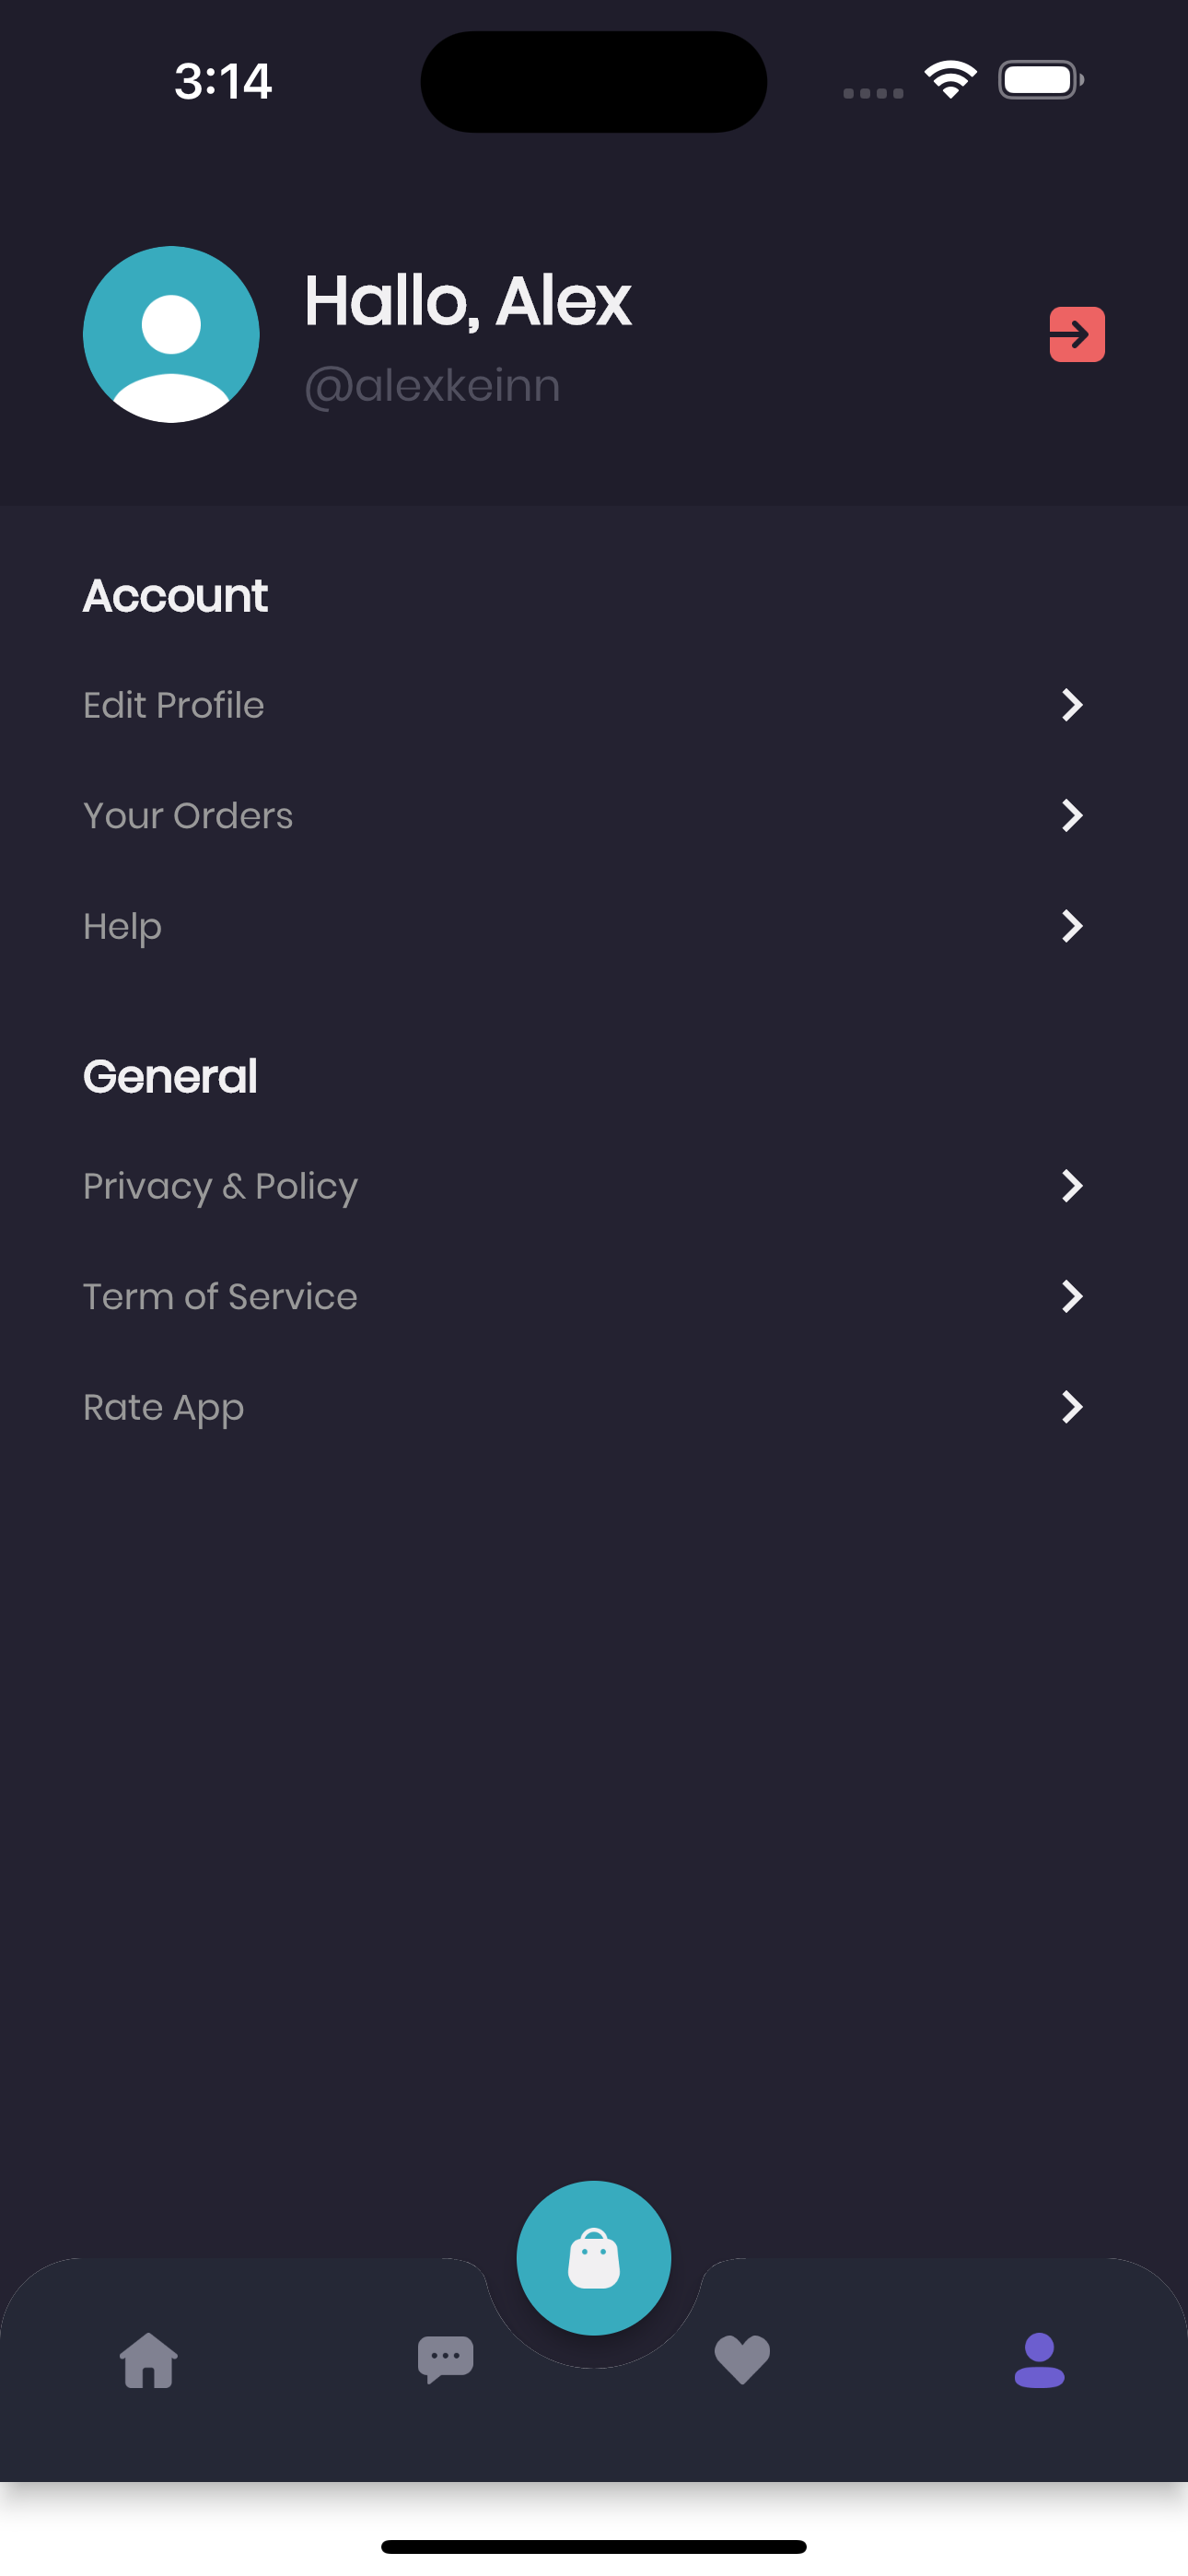 3:14
Hallo, Alex
@alexkeinn
Account
Edit Profile
Your Orders
Help
General
Privacy & Policy
Term of Service
Rate App